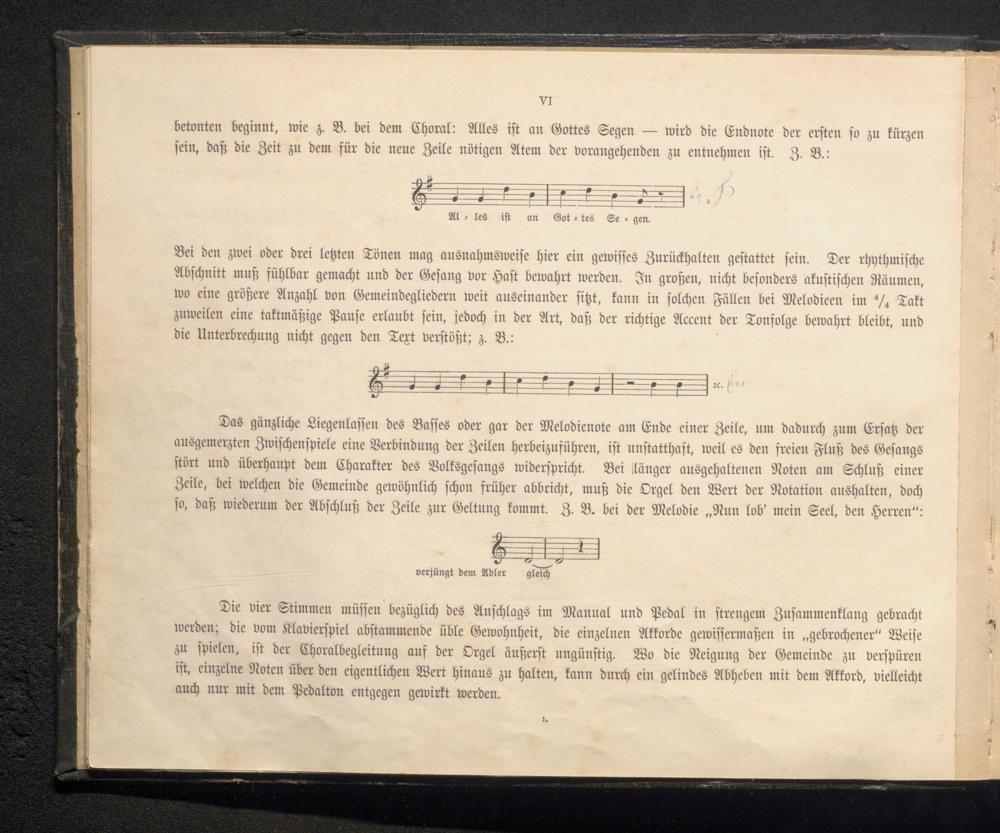 VI
betonten beginnt, wie z. B. bei dem Choral: Alles ist an Gottes Segen — wird die Endnote der ersten so zu kürzen
sein, daß die Zeit zu dem für die neue Zeile nötigen Atem der vorangehenden zu entnehmen ist. Z. B.:
Al - les ist an Got - tes Se - gen.
Bei den zwei oder drei letzten Tönen mag ausnahmsweise hier ein gewisses Zurückhalten gestattet sein. Der rhythmische
Abschnitt muß fühlbar gemacht und der Gesang vor Hast bewahrt werden. In großen, nicht besonders akustischen Räumen,
wo eine größere Anzahl von Gemeindegliedern weit auseinander sitzt, kann in solchen Fällen bei Melodieen im 4/4 Takt
zuweilen eine taktmäßige Pause erlaubt sein, jedoch in der Art, daß der richtige Accent der Tonfolge bewahrt bleibt, und
die Unterbrechung nicht gegen den Text verstößt; z. B.:
ꝛc.
Das gänzliche Liegenlassen des Basses oder gar der Melodienote am Ende einer Zeile, um dadurch zum Ersatz der
ausgemerzten Zwischenspiele eine Verbindung der Zeilen herbeizuführen, ist unstatthaft, weil es den freien Fluß des Gesangs
stört und überhaupt dem Charakter des Volksgesangs widerspricht. Bei länger ausgehaltenen Noten am Schluß einer
Zeile, bei welchen die Gemeinde gewöhnlich schon früher abbricht, muß die Orgel den Wert der Notation aushalten, doch
so, daß wiederum der Abschluß der Zeile zur Geltung kommt. Z. B. bei der Melodie „Nun lob' mein Seel, den Herren“:
verjüngt dem Adler gleich
Die vier Stimmen müssen bezüglich des Anschlags im Manual und Pedal in strengem Zusammenklang gebracht
werden; die vom Klavierspiel abstammende üble Gewohnheit, die einzelnen Akkorde gewissermaßen in „gebrochener“ Weise
zu spielen, ist der Choralbegleitung auf der Orgel äußerst ungünstig. Wo die Neigung der Gemeinde zu verspüren
ist, einzelne Noten über den eigentlichen Wert hinaus zu halten, kann durch ein gelindes Abheben mit dem Akkord, vielleicht
auch nur mit dem Pedalton entgegen gewirkt werden.
1.